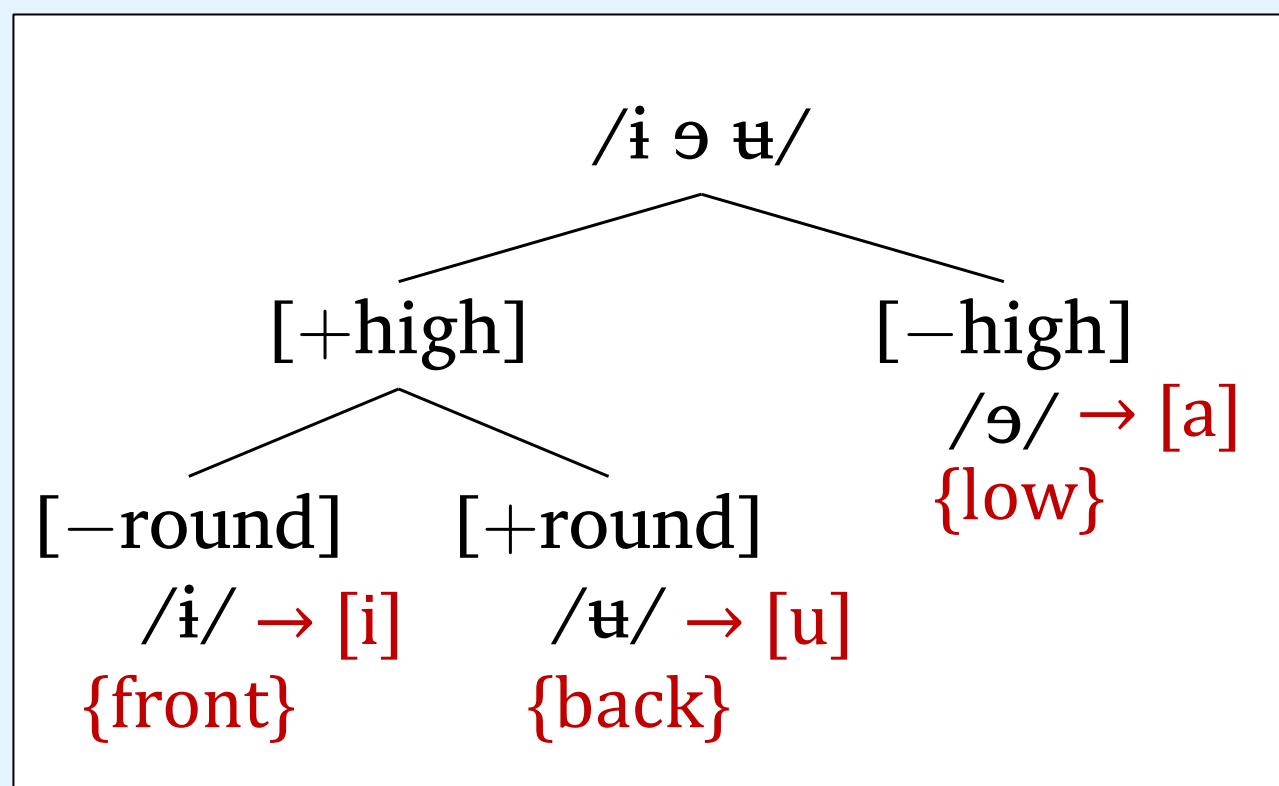 /ɨ ɘ ʉ/
[+high] [−high]
/ɘ/ → [a]
{low}
[−round] [+round]
/ɨ/ → [i] /ʉ/ → [u]
{front} {back}